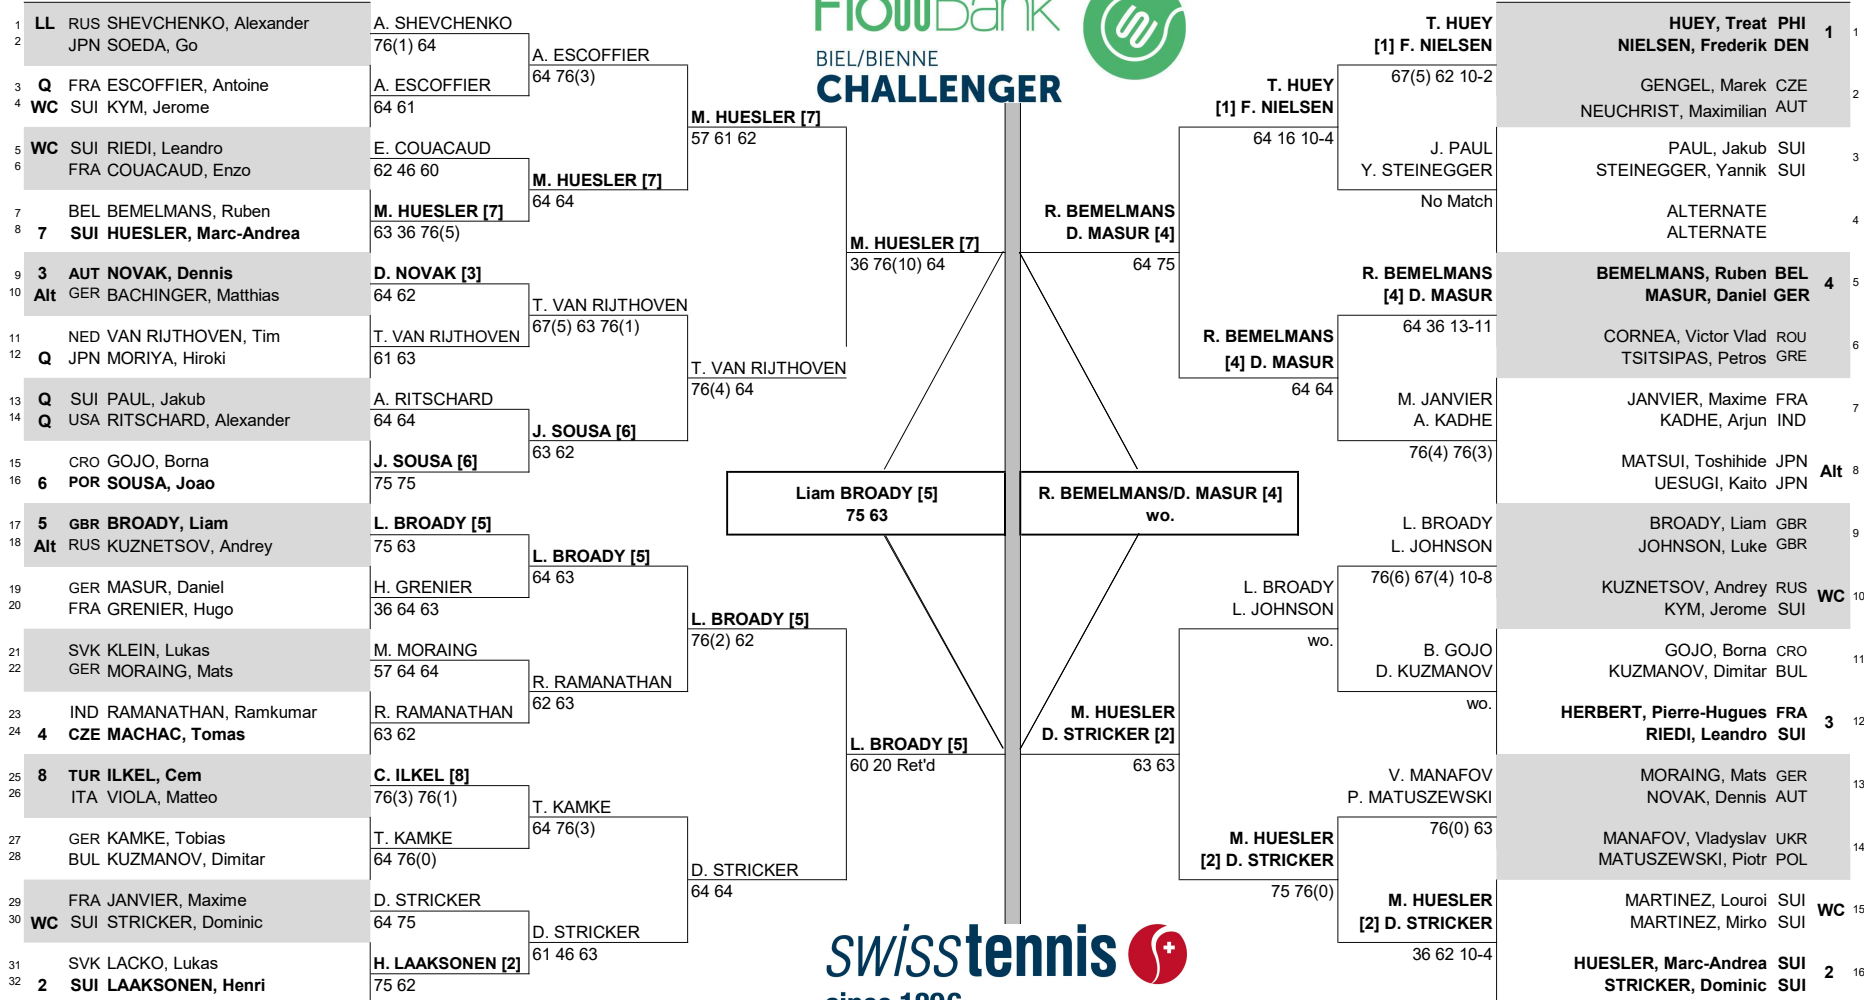 FlowBank
BIEL/BIENNE
CHALLENGER
1 LL RUS SHEVCHENKO, Alexander
2 JPN SOEDA, Go
3 Q FRA ESCOFFIER, Antoine
4 WC SUI KYM, Jerome
5 WC SUI RIEDI, Leandro
6 FRA COUACAUD, Enzo
7 BEL BEMELMANS, Ruben
8 7 SUI HUESLER, Marc-Andrea
9 3 AUT NOVAK, Dennis
10 Alt GER BACHINGER, Matthias
11 NED VAN RIJTHOVEN, Tim
12 Q JPN MORIYA, Hiroki
13 Q SUI PAUL, Jakub
14 Q USA RITSCHARD, Alexander
15 CRO GOJO, Borna
16 6 POR SOUSA, Joao
17 5 GBR BROADY, Liam
18 Alt RUS KUZNETSOV, Andrey
19 GER MASUR, Daniel
20 FRA GRENIER, Hugo
21 SVK KLEIN, Lukas
22 GER MORAING, Mats
23 IND RAMANATHAN, Ramkumar
24 4 CZE MACHAC, Tomas
25 8 TUR ILKEL, Cem
26 ITA VIOLA, Matteo
27 GER KAMKE, Tobias
28 BUL KUZMANOV, Dimitar
29 FRA JANVIER, Maxime
30 WC SUI STRICKER, Dominic
31 SVK LACKO, Lukas
32 2 SUI LAAKSONEN, Henri
A. SHEVCHENKO
76(1) 64
A. ESCOFFIER
64 61
E. COUACAUD
62 46 60
M. HUESLER [7]
63 36 76(5)
D. NOVAK [3]
64 62
T. VAN RIJTHOVEN
61 63
A. RITSCHARD
64 64
J. SOUSA [6]
75 75
L. BROADY [5]
75 63
H. GRENIER
36 64 63
M. MORAING
57 64 64
R. RAMANATHAN
63 62
C. ILKEL [8]
76(3) 76(1)
T. KAMKE
64 76(0)
D. STRICKER
64 75
H. LAAKSONEN [2]
75 62
A. ESCOFFIER
64 76(3)
M. HUESLER [7]
64 64
T. VAN RIJTHOVEN
67(5) 63 76(1)
J. SOUSA [6]
63 62
L. BROADY [5]
64 63
R. RAMANATHAN
62 63
T. KAMKE
64 76(3)
D. STRICKER
61 46 63
M. HUESLER [7]
57 61 62
T. VAN RIJTHOVEN
76(4) 64
L. BROADY [5]
76(2) 62
D. STRICKER
64 64
M. HUESLER [7]
36 76(10) 64
L. BROADY [5]
60 20 Ret'd
Liam BROADY [5]
75 63
R. BEMELMANS/D. MASUR [4]
wo.
R. BEMELMANS
D. MASUR [4]
64 75
M. HUESLER
D. STRICKER [2]
63 63
T. HUEY
[1] F. NIELSEN
64 16 10-4
R. BEMELMANS
[4] D. MASUR
64 64
L. BROADY
L. JOHNSON
wo.
M. HUESLER
[2] D. STRICKER
75 76(0)
T. HUEY
[1] F. NIELSEN
67(5) 62 10-2
J. PAUL
Y. STEINEGGER
No Match
R. BEMELMANS
[4] D. MASUR
64 36 13-11
M. JANVIER
A. KADHE
76(4) 76(3)
L. BROADY
L. JOHNSON
76(6) 67(4) 10-8
B. GOJO
D. KUZMANOV
wo.
V. MANAFOV
P. MATUSZEWSKI
76(0) 63
M. HUESLER
[2] D. STRICKER
36 62 10-4
HUEY, Treat PHI 1 1
NIELSEN, Frederik DEN
GENGEL, Marek CZE 2
NEUCHRIST, Maximilian AUT
PAUL, Jakub SUI 3
STEINEGGER, Yannik SUI
ALTERNATE 4
ALTERNATE
BEMELMANS, Ruben BEL 4 5
MASUR, Daniel GER
CORNEA, Victor Vlad ROU 6
TSITSIPAS, Petros GRE
JANVIER, Maxime FRA 7
KADHE, Arjun IND
MATSUI, Toshihide JPN Alt 8
UESUGI, Kaito JPN
BROADY, Liam GBR 9
JOHNSON, Luke GBR
KUZNETSOV, Andrey RUS WC 10
KYM, Jerome SUI
GOJO, Borna CRO 11
KUZMANOV, Dimitar BUL
HERBERT, Pierre-Hugues FRA 3 12
RIEDI, Leandro SUI
MORAING, Mats GER 13
NOVAK, Dennis AUT
MANAFOV, Vladyslav UKR 14
MATUSZEWSKI, Piotr POL
MARTINEZ, Louroi SUI WC 15
MARTINEZ, Mirko SUI
HUESLER, Marc-Andrea SUI 2 16
STRICKER, Dominic SUI
swisstennis
since 1896